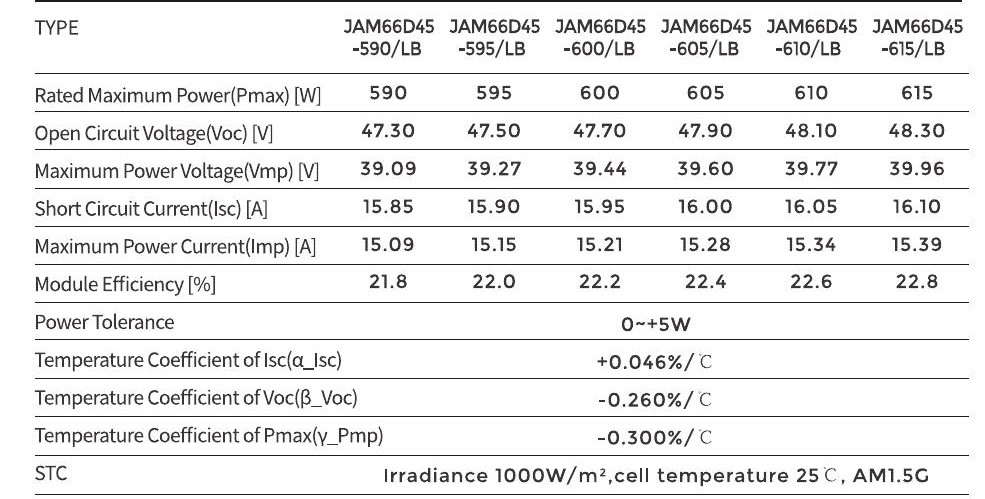 TYPE JAM66D45 JAM66D45 JAM66D45 JAM66D45 JAM66D45 JAM66D45
-590/LB -595/LB -600/LB -605/LB -610/LB -615/LB
Rated Maximum Power(Pmax) [W] 590 595 600 605 610 615
Open Circuit Voltage(Voc) [V] 47.30 47.50 47.70 47.90 48.10 48.30
Maximum Power Voltage(Vmp) [V] 39.09 39.27 39.44 39.60 39.77 39.96
Short Circuit Current(Isc) [A] 15.85 15.90 15.95 16.00 16.05 16.10
Maximum Power Current(Imp) [A] 15.09 15.15 15.21 15.28 15.34 15.39
Module Efficiency [%] 21.8 22.0 22.2 22.4 22.6 22.8
Power Tolerance 0~+5W
Temperature Coefficient of Isc(α_Isc) +0.046%/℃
Temperature Coefficient of Voc(β_Voc) -0.260%/℃
Temperature Coefficient of Pmax(γ_Pmp) -0.300%/℃
STC Irradiance 1000W/m²,cell temperature 25℃, AM1.5G